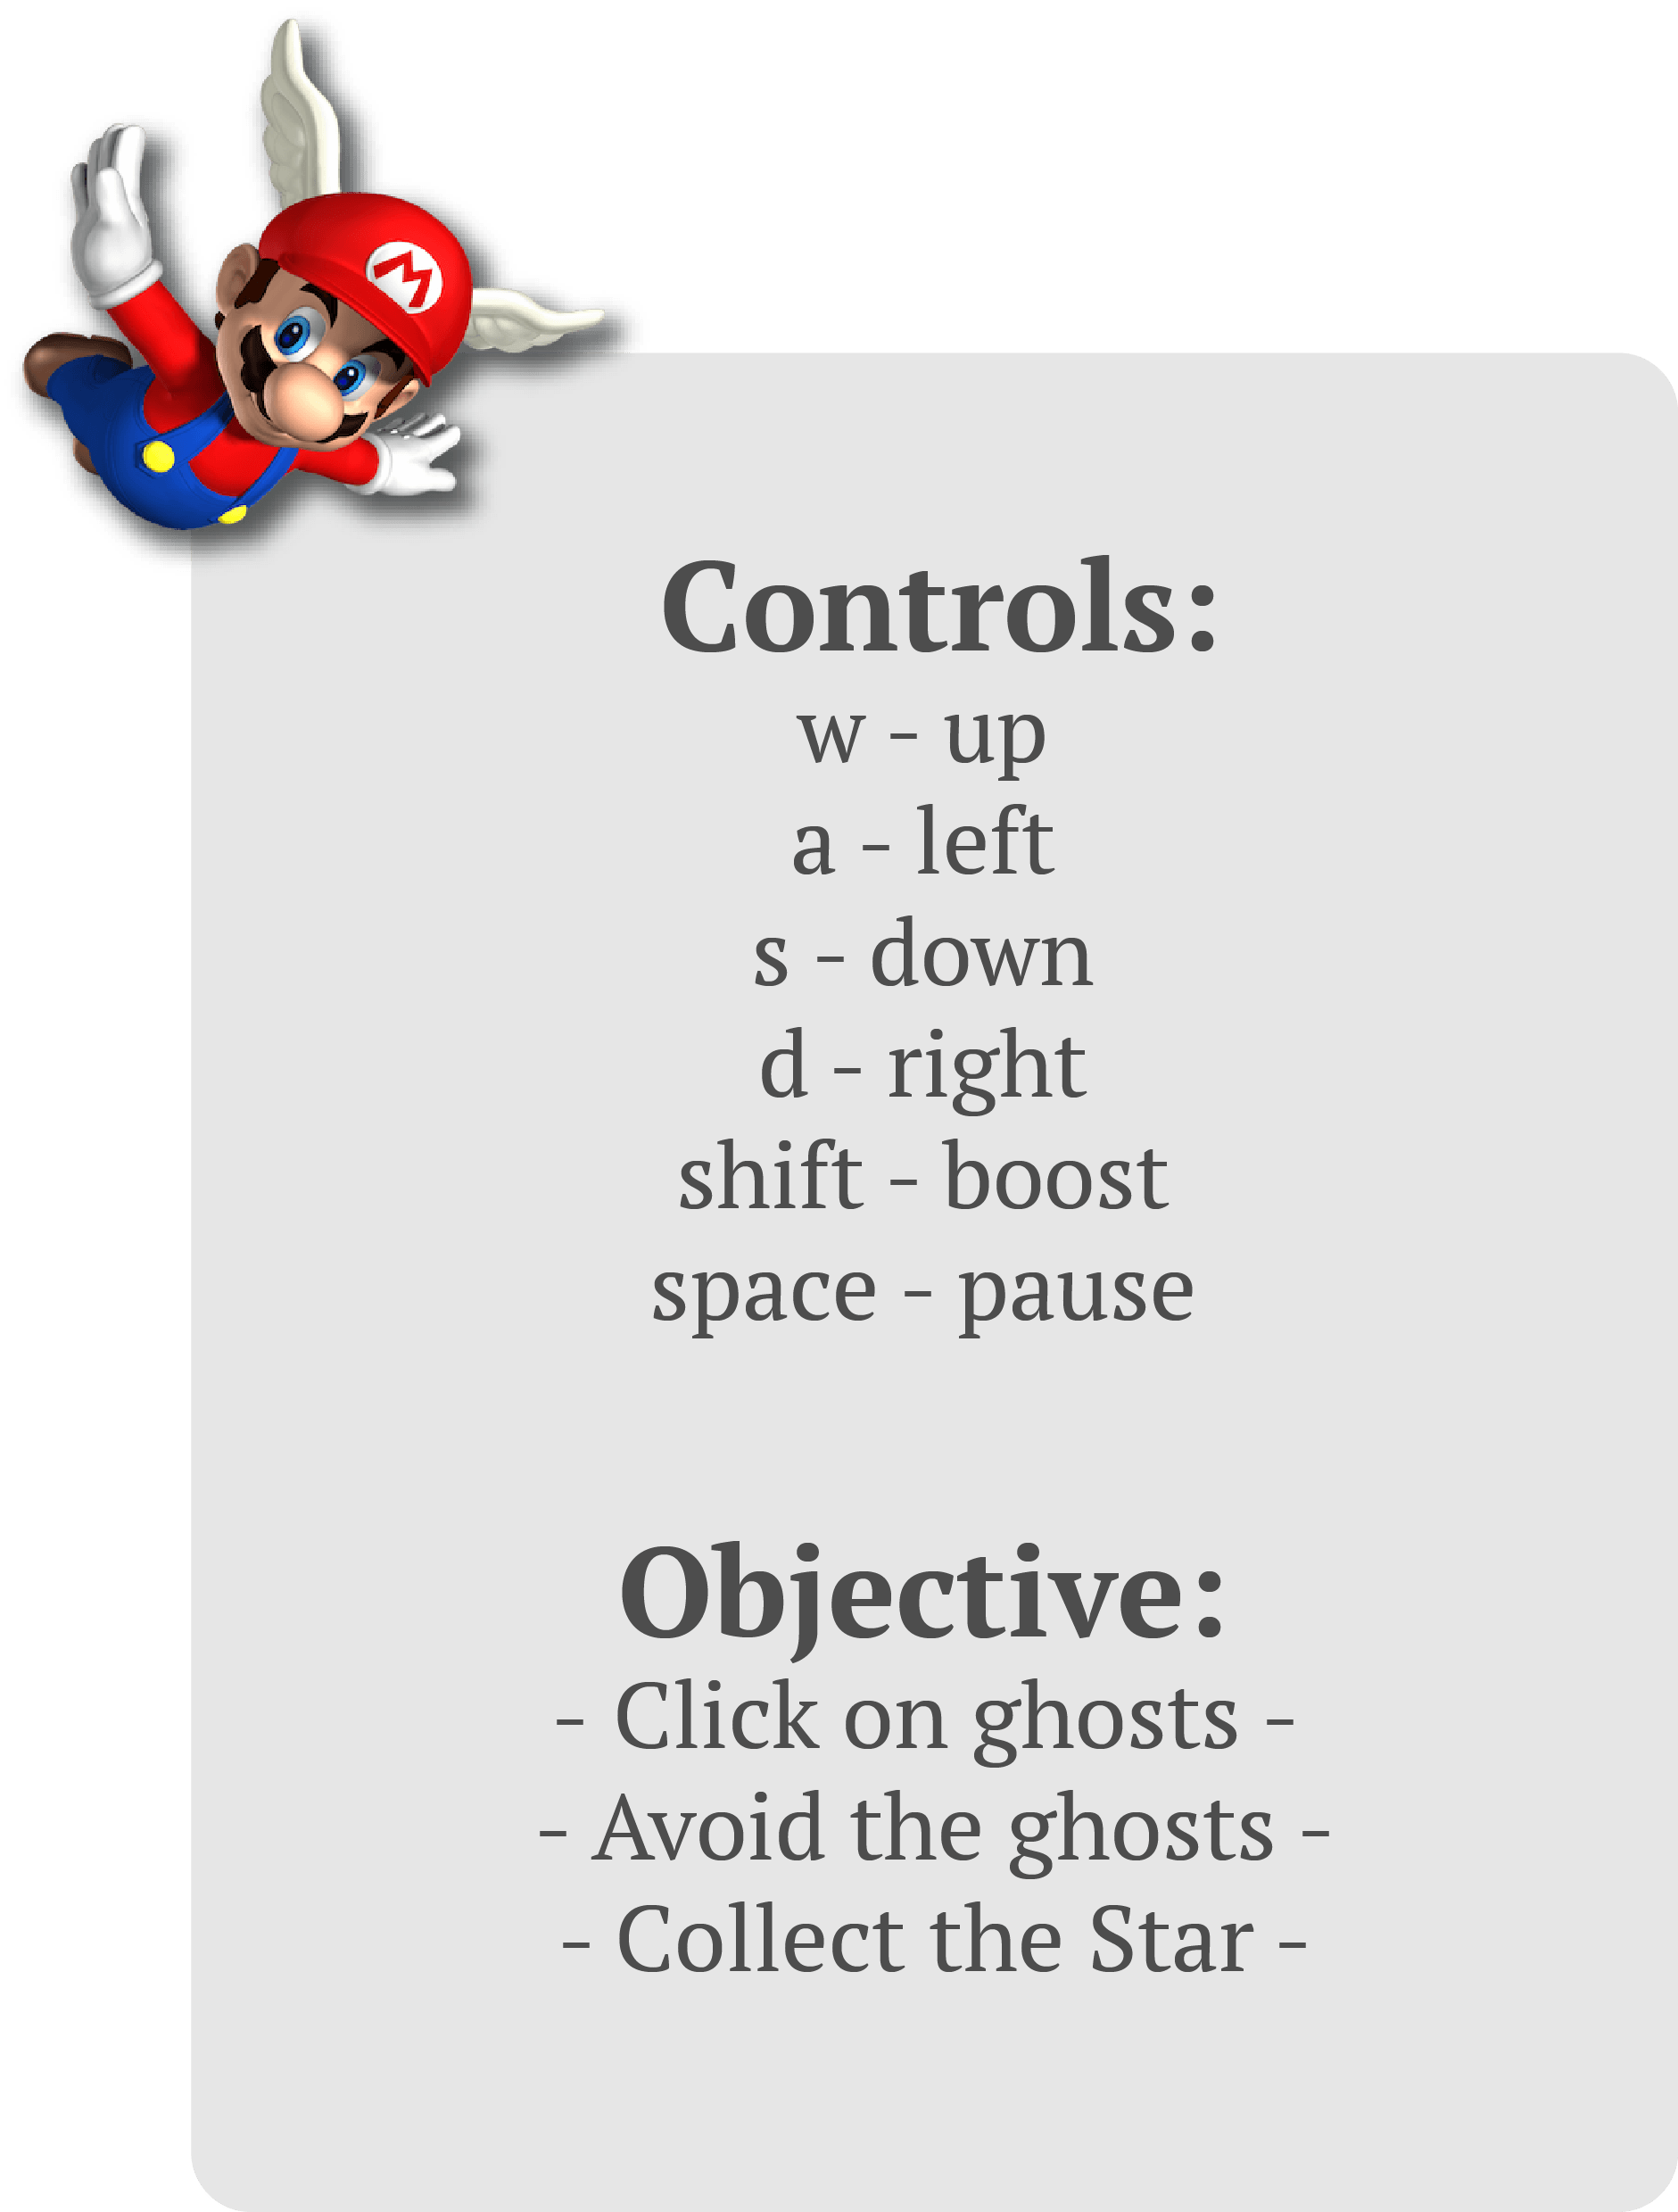 M
Controls:
w - up
a - left
s - down
d - right
shift - boost
space - pause
Objective:
- Click on ghosts -
- Avoid the ghosts -
- Collect the Star -